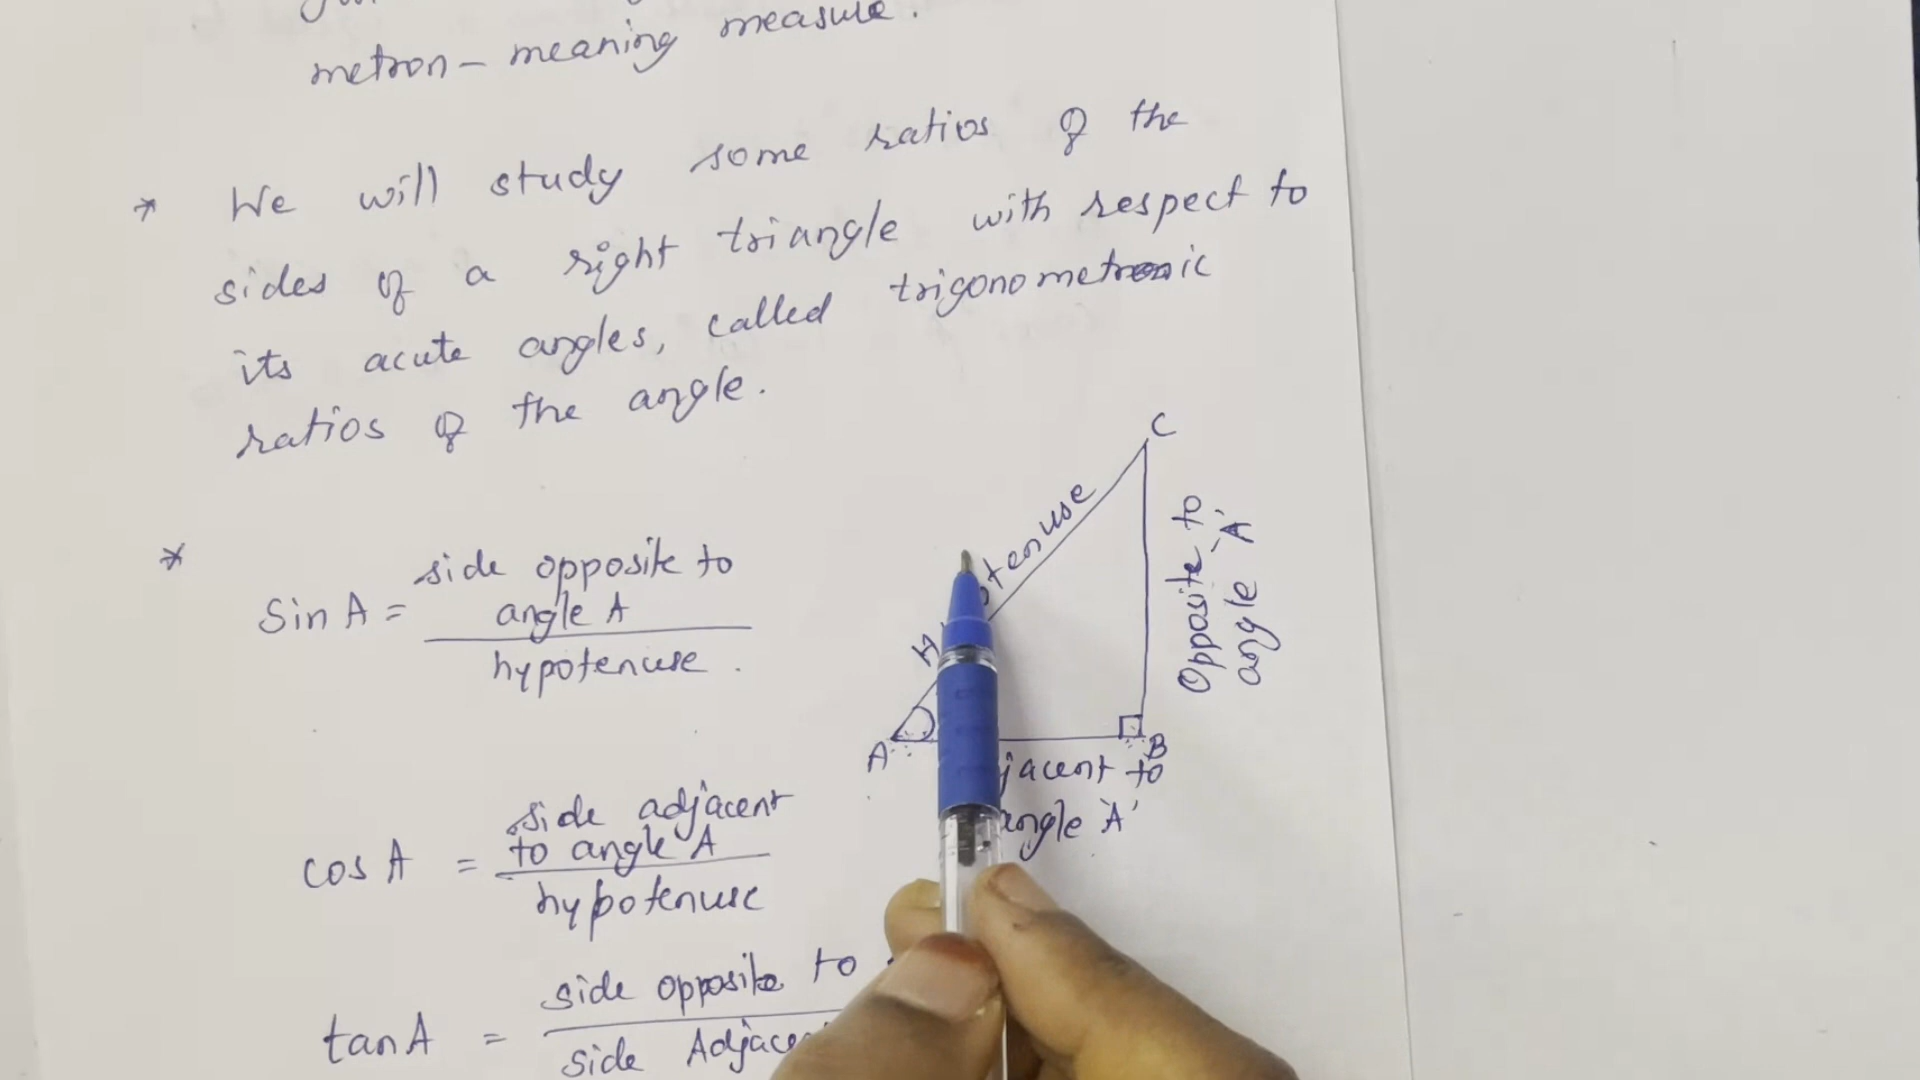 metron - meaning measure.
* We will study some ratios of the
sides of a right triangle with respect to
its acute angles, called trigonometric
ratios of the angle.
*
Sin A = side opposite to
angle A
hypotenuse.
cos A = side adjacent
to angle A
hypotenuse
tan A = side opposite to
side
C
A
B
Opposite to
angle 'A'
to
angle 'A'